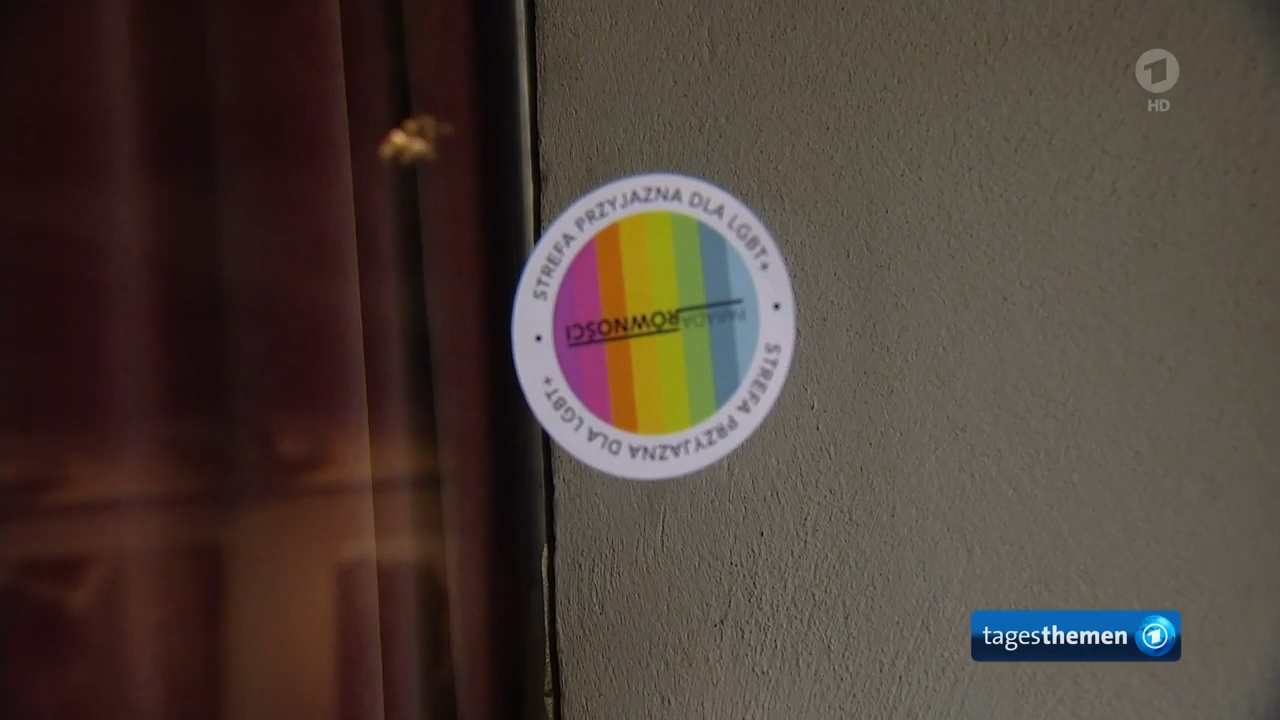 HD
STREFA PRZYJAZNA DLA LGBT+
PARADA RÓWNOŚCI
STREFA PRZYJAZNA DLA LGBT+
tagesthemen